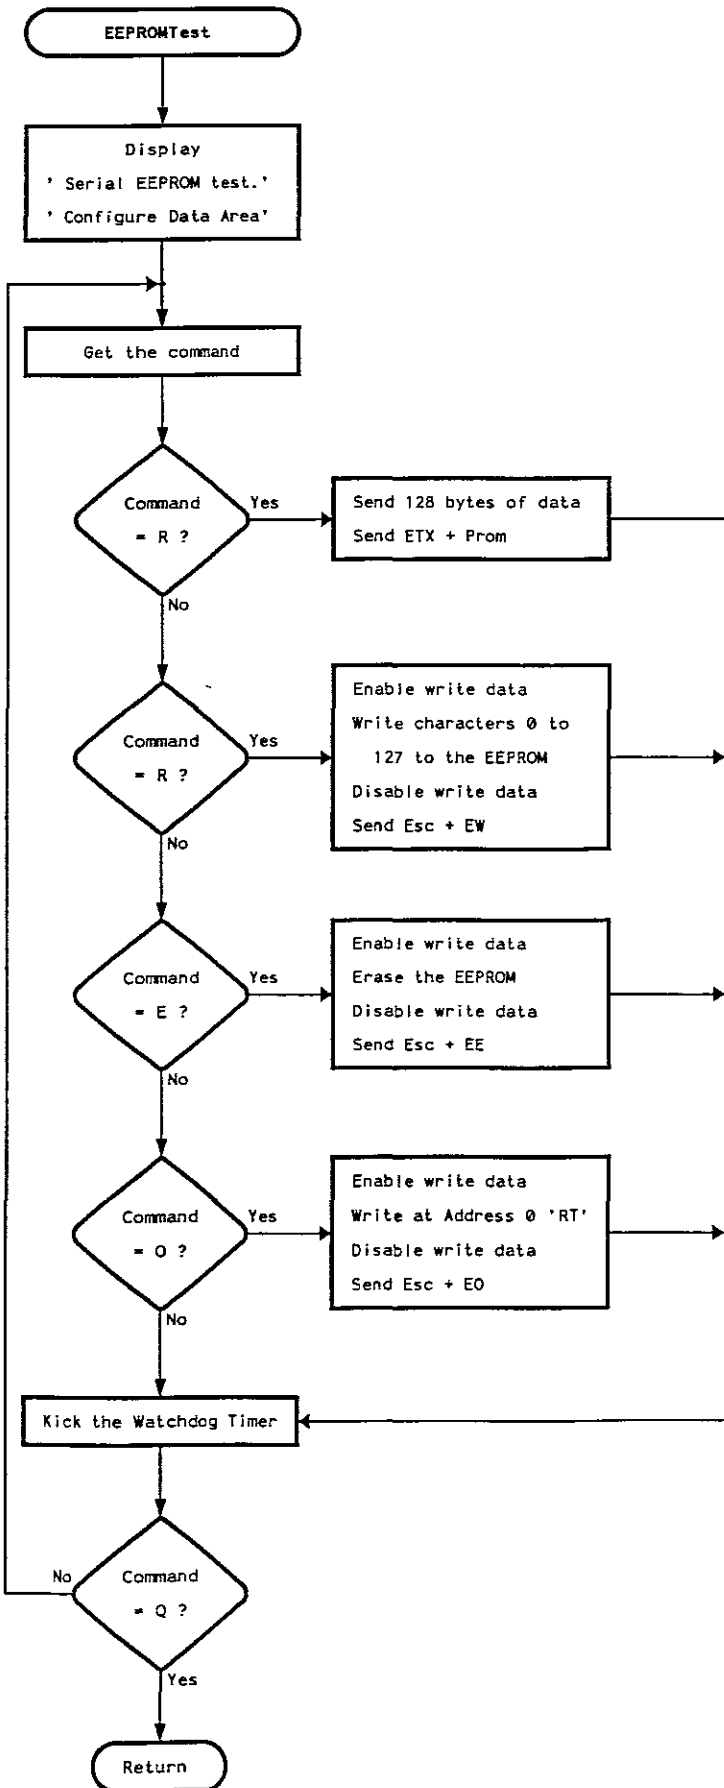 EEPROMTest
Display
' Serial EEPROM test.'
' Configure Data Area'
Get the command
Command
= R ?
Yes
No
Send 128 bytes of data
Send ETX + Prom
Command
= R ?
Yes
No
Enable write data
Write characters 0 to
127 to the EEPROM
Disable write data
Send Esc + EW
Command
= E ?
Yes
No
Enable write data
Erase the EEPROM
Disable write data
Send Esc + EE
Command
= O ?
Yes
No
Enable write data
Write at Address 0 'RT'
Disable write data
Send Esc + EO
Kick the Watchdog Timer
No
Command
= Q ?
Yes
Return